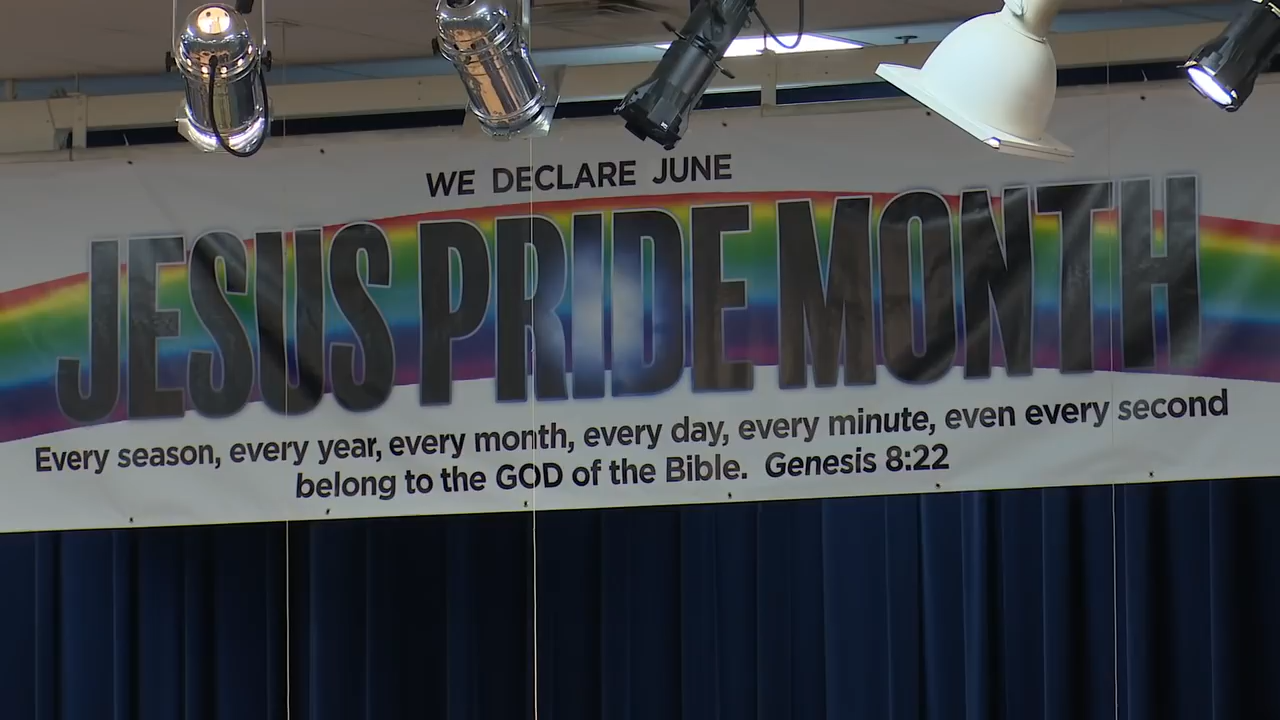 WE DECLARE JUNE
JESUS PRIDE MONTH
Every season, every year, every month, every day, every minute, even every second
belong to the GOD of the Bible. Genesis 8:22